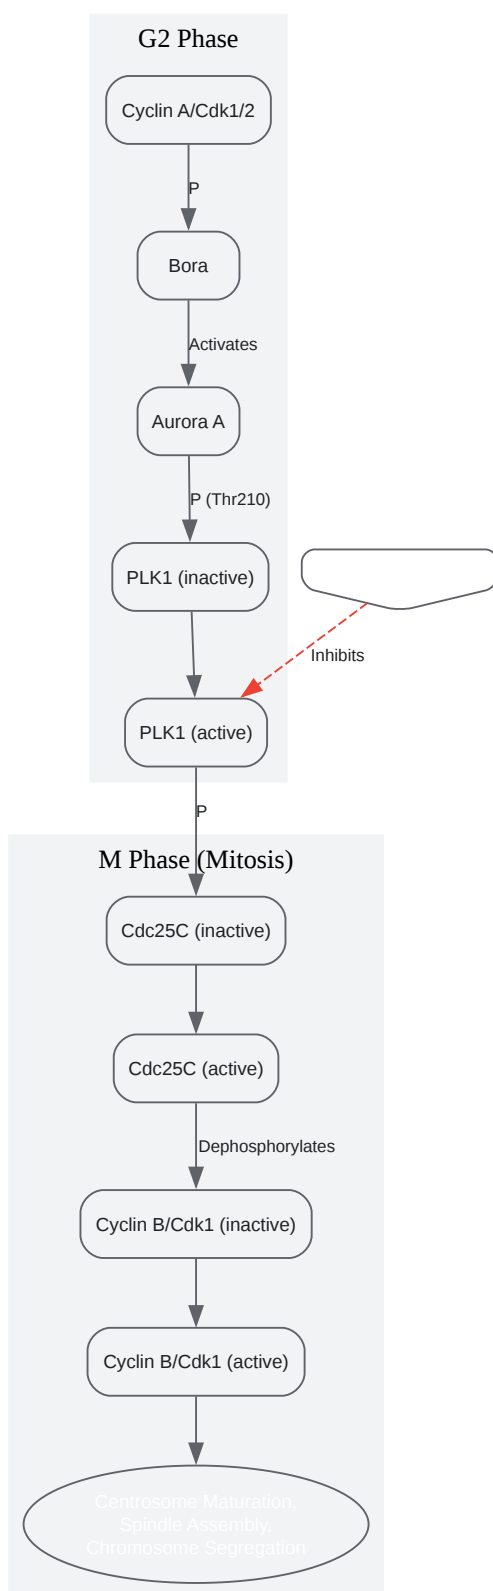 G2 Phase
Cyclin A/Cdk1/2
P
Bora
Activates
Aurora A
P (Thr210)
PLK1 (inactive)
Inhibits
PLK1 (active)
P
M Phase (Mitosis)
Cdc25C (inactive)
Cdc25C (active)
Dephosphorylates
Cyclin B/Cdk1 (inactive)
Cyclin B/Cdk1 (active)
Centrosome Maturation,
Spindle Assembly,
Chromosome Segregation